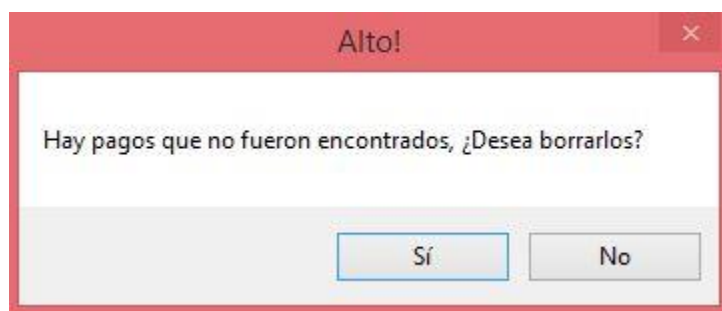 Alto!
Hay pagos que no fueron encontrados, ¿Desea borrarlos?
Sí
No